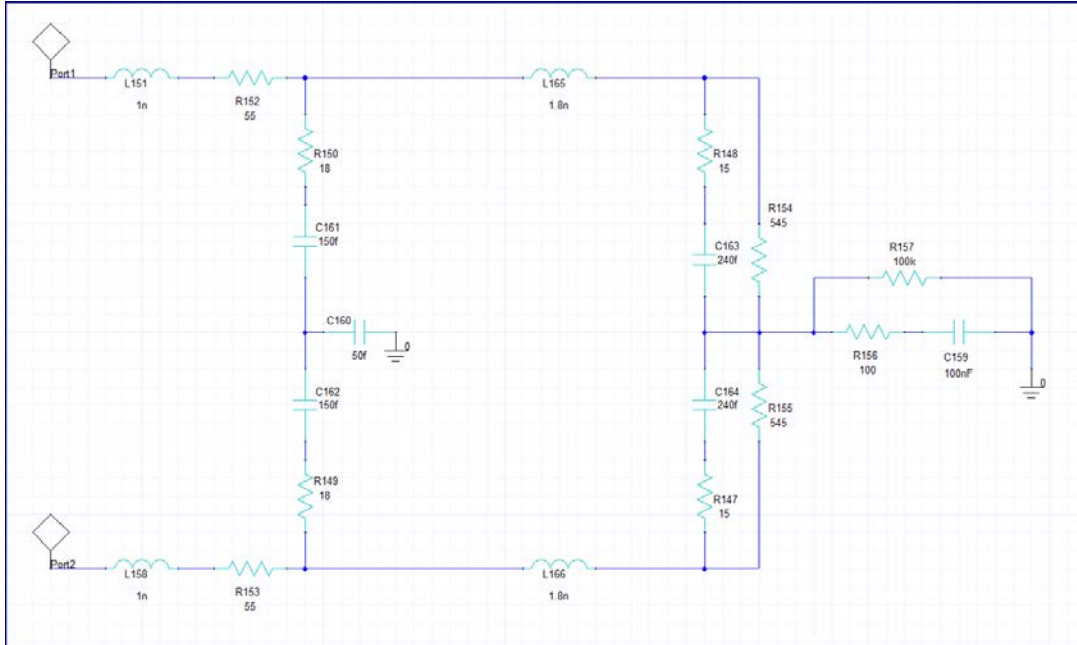 Port1
L151
1n
R152
55
L165
1.8n
R150
18
R148
15
R154
545
C161
150f
C163
240f
R157
100k
C160
50f
0
R156
100
C159
100nF
0
C162
150f
C164
240f
R155
545
R149
18
R147
15
Port2
L158
1n
R153
55
L166
1.8n